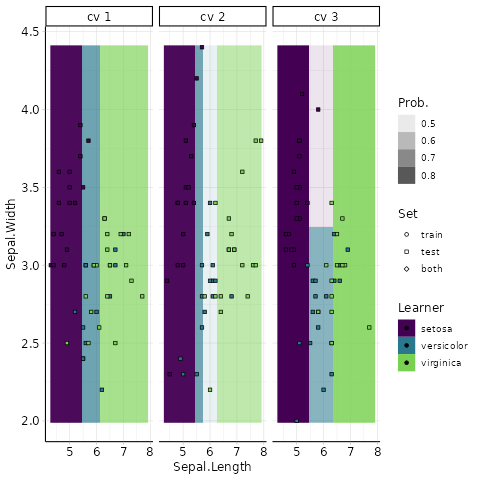 cv 1 cv 2 cv 3
4.5
4.0
3.5
3.0
2.5
2.0
Sepal.Width
5 6 7 8 5 6 7 8 5 6 7 8
Sepal.Length
Prob.
0.5
0.6
0.7
0.8
Set
train
test
both
Learner
setosa
versicolor
virginica